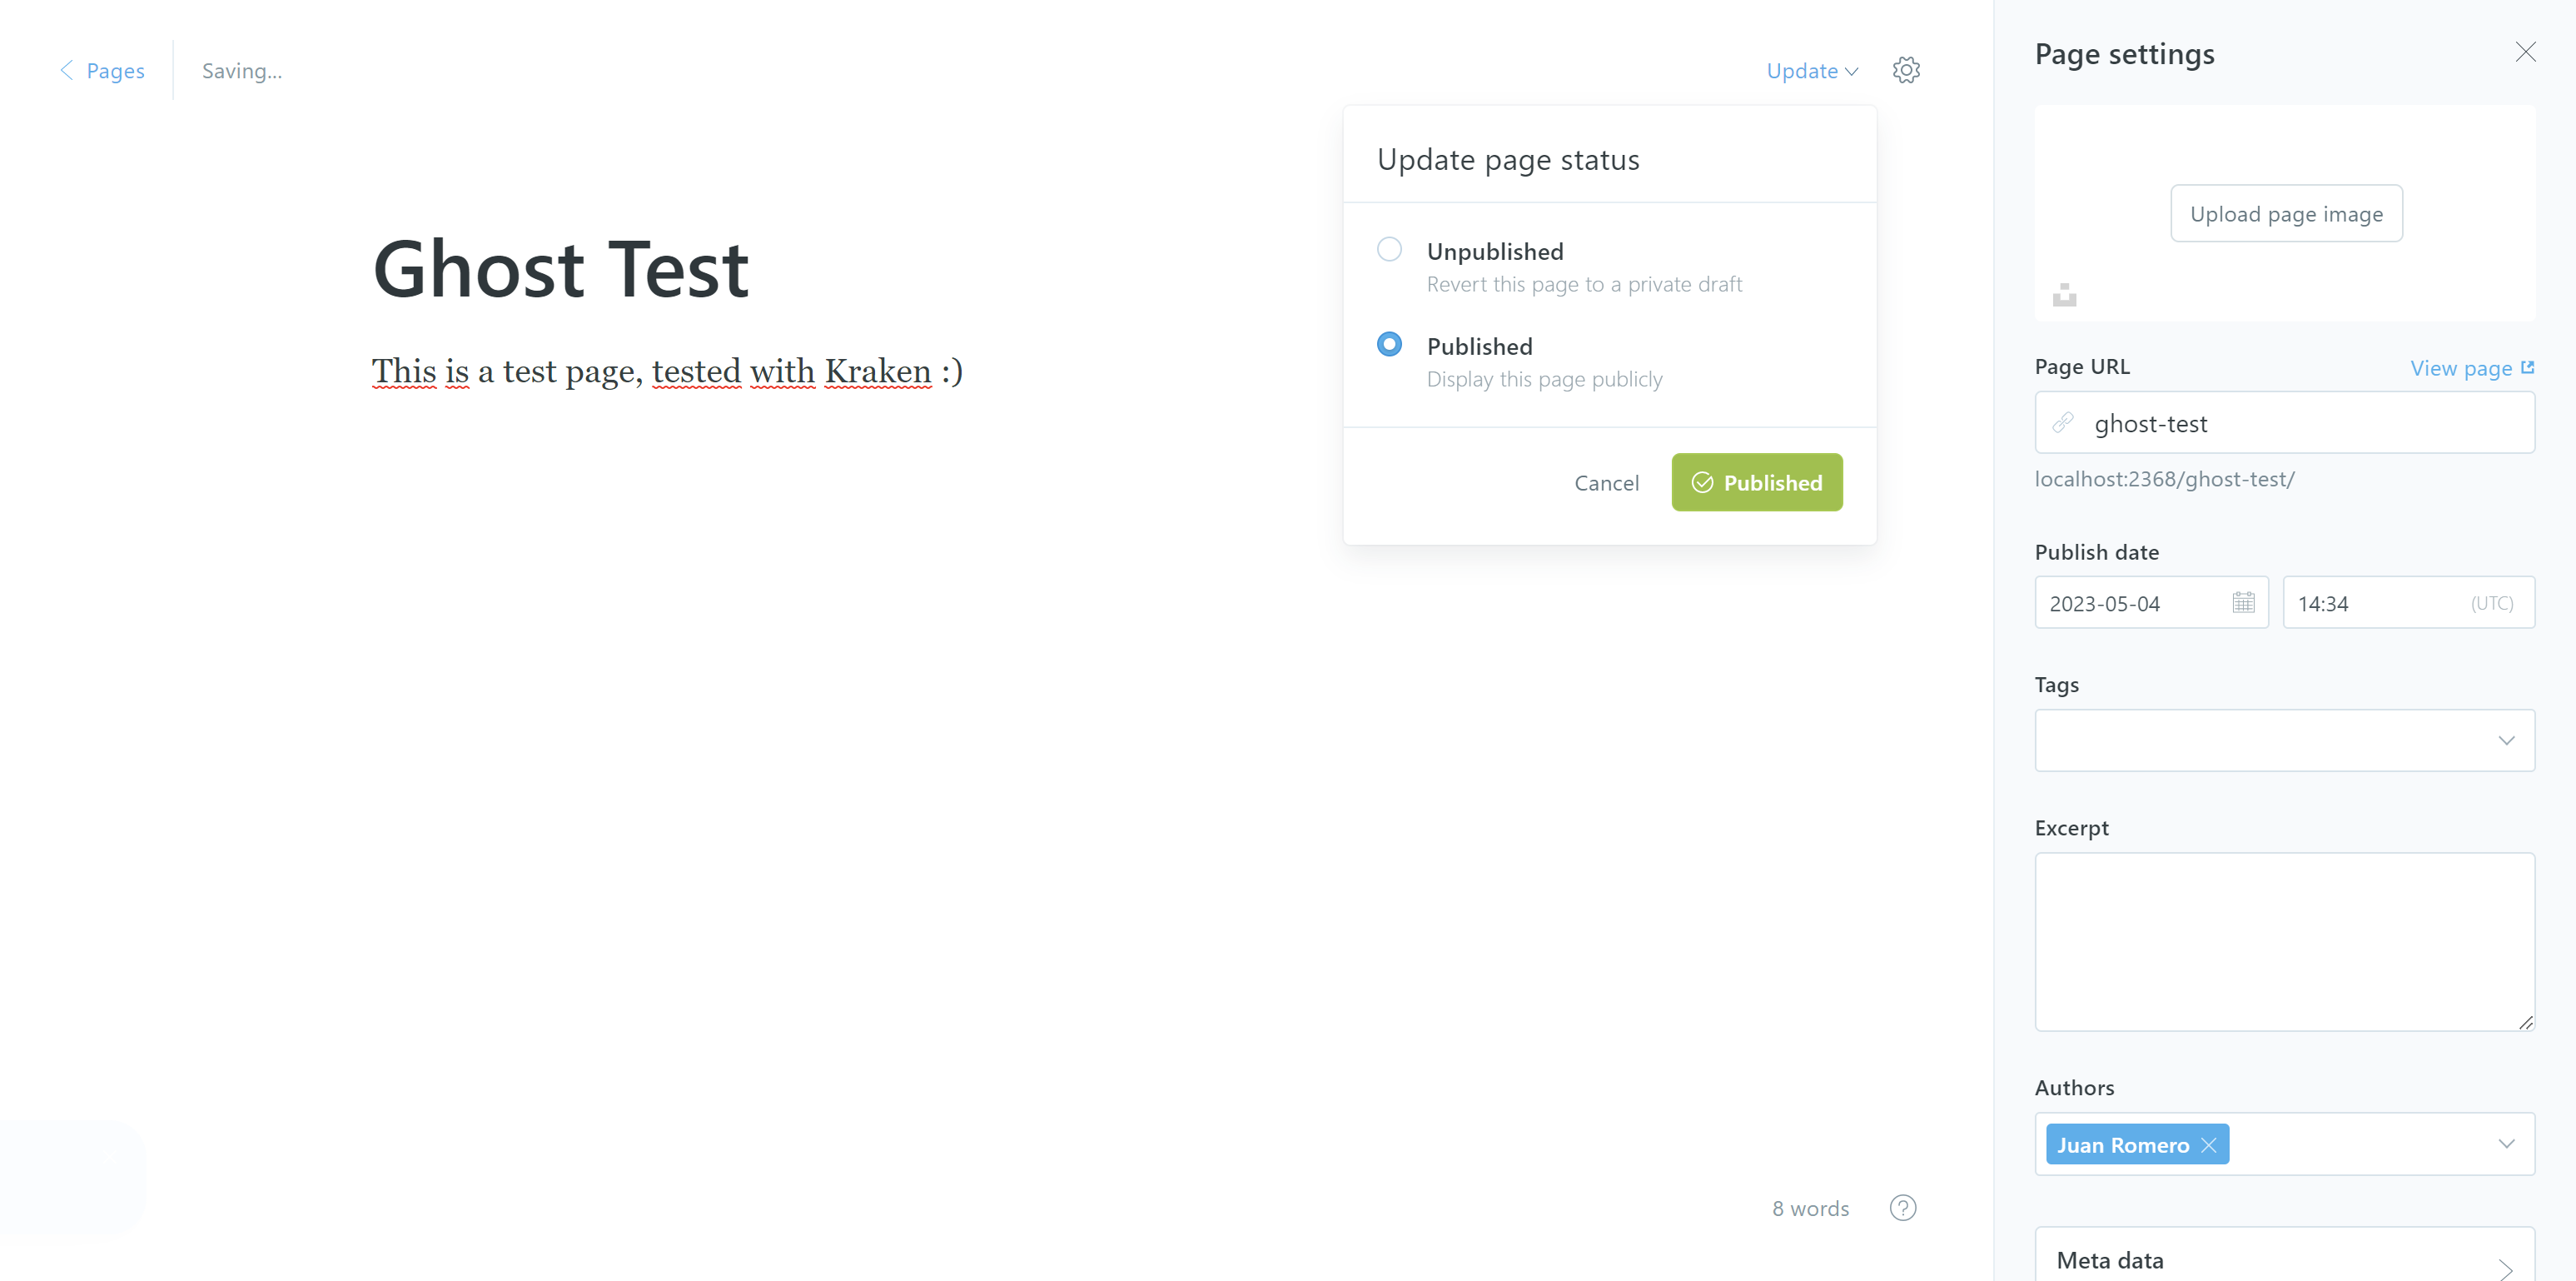 Pages
Saving...
Update
Update page status
Unpublished
Revert this page to a private draft
Published
Display this page publicly
Cancel
Published
Ghost Test
This is a test page, tested with Kraken :)
8 words
?
Page settings
Upload page image
Page URL
View page
ghost-test
localhost:2368/ghost-test/
Publish date
2023-05-04
14:34
(UTC)
Tags
Excerpt
Authors
Juan Romero
Meta data